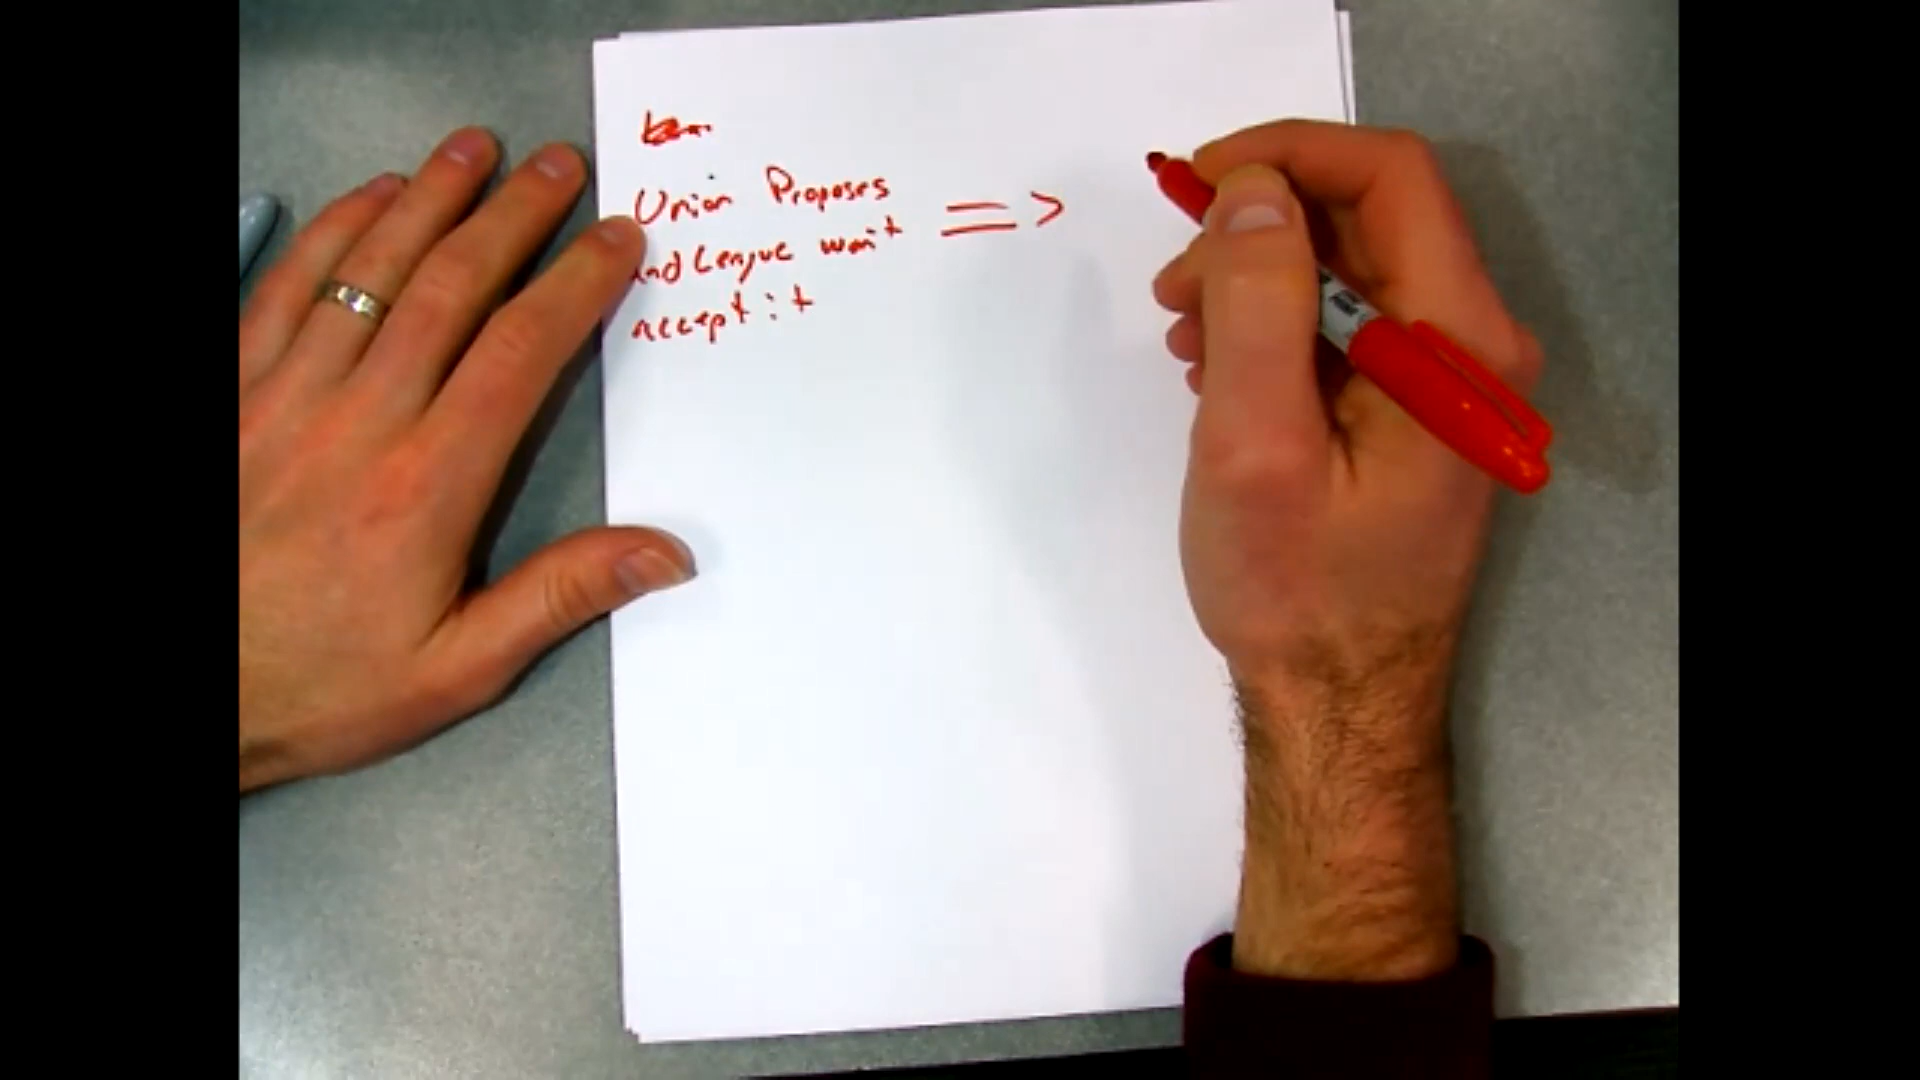 Union Proposes =>
and League won't
accept it